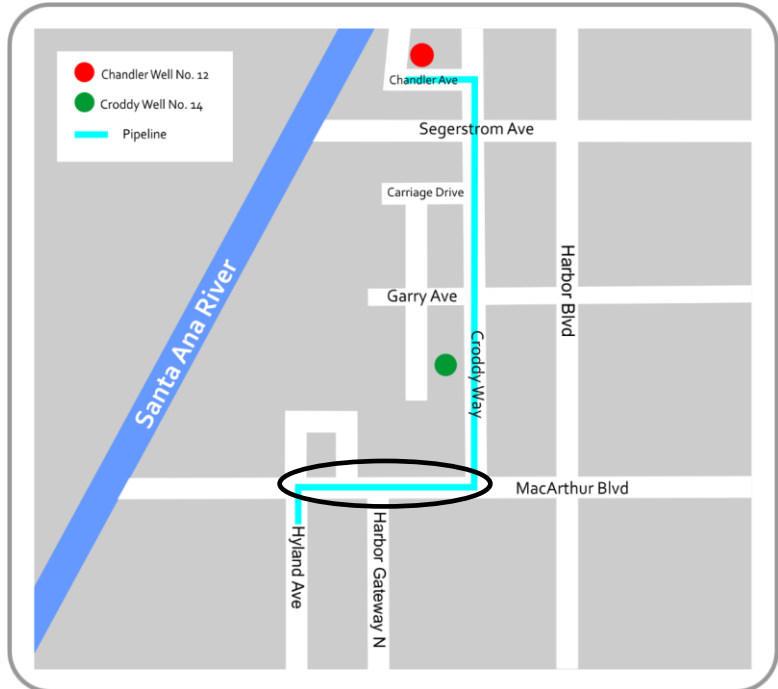 Chandler Well No. 12
Croddy Well No. 14
Pipeline
Chandler Ave
Segerstrom Ave
Carriage Drive
Harbor Blvd
Santa Ana River
Garry Ave
Croddy Way
MacArthur Blvd
Hyland Ave
Harbor Gateway N